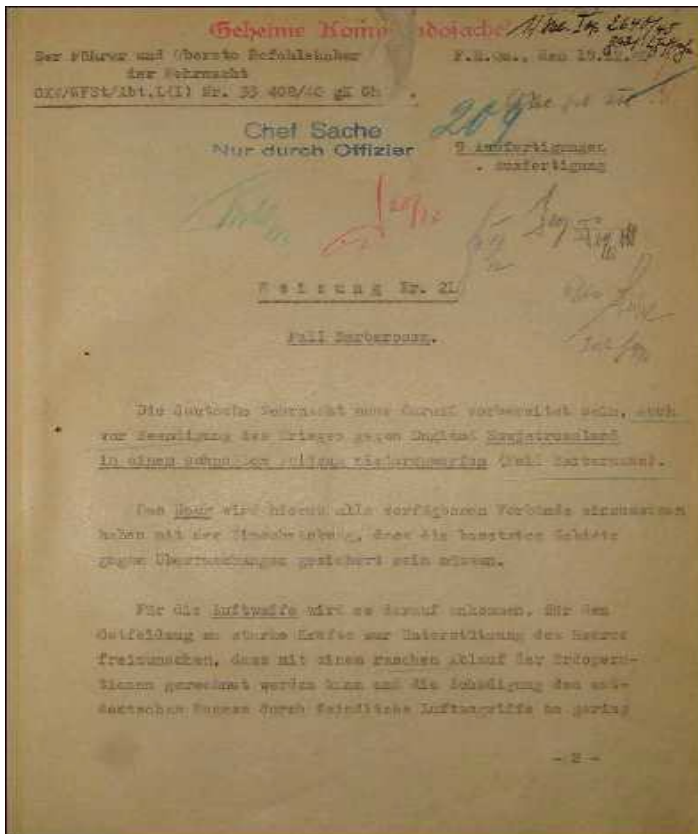 Geheime Kommandosache
Der Führer und Oberste Befehlshaber F.H.Qu., den
der Wehrmacht
OKW/WFSt/Abt.L(I) Nr. 33 408/40 gK Ch
209
Chef Sache
Nur durch Offizier
9 Ausfertigungen
. Ausfertigung
Weisung Nr. 21
Fall Barbarossa.
Die deutsche Wehrmacht muss darauf vorbereitet sein, auch
vor Beendigung des Krieges gegen England Sowjetrussland
in einem schnellen Feldzug niederzuwerfen (Fall Barbarossa).
Das Heer wird hierzu alle verfügbaren Verbände einzusetzen
haben mit der Einschränkung, dass die besetzten Gebiete
gegen Überraschungen gesichert sein müssen.
Für die Luftwaffe wird es darauf ankommen, für den
Ostfeldzug so starke Kräfte zur Unterstützung des Heeres
freizumachen, dass mit einem raschen Ablauf der Erdopera-
tionen gerechnet werden kann und die Schädigung des ost-
deutschen Raumes durch feindliche Luftangriffe so gering
- 2 -